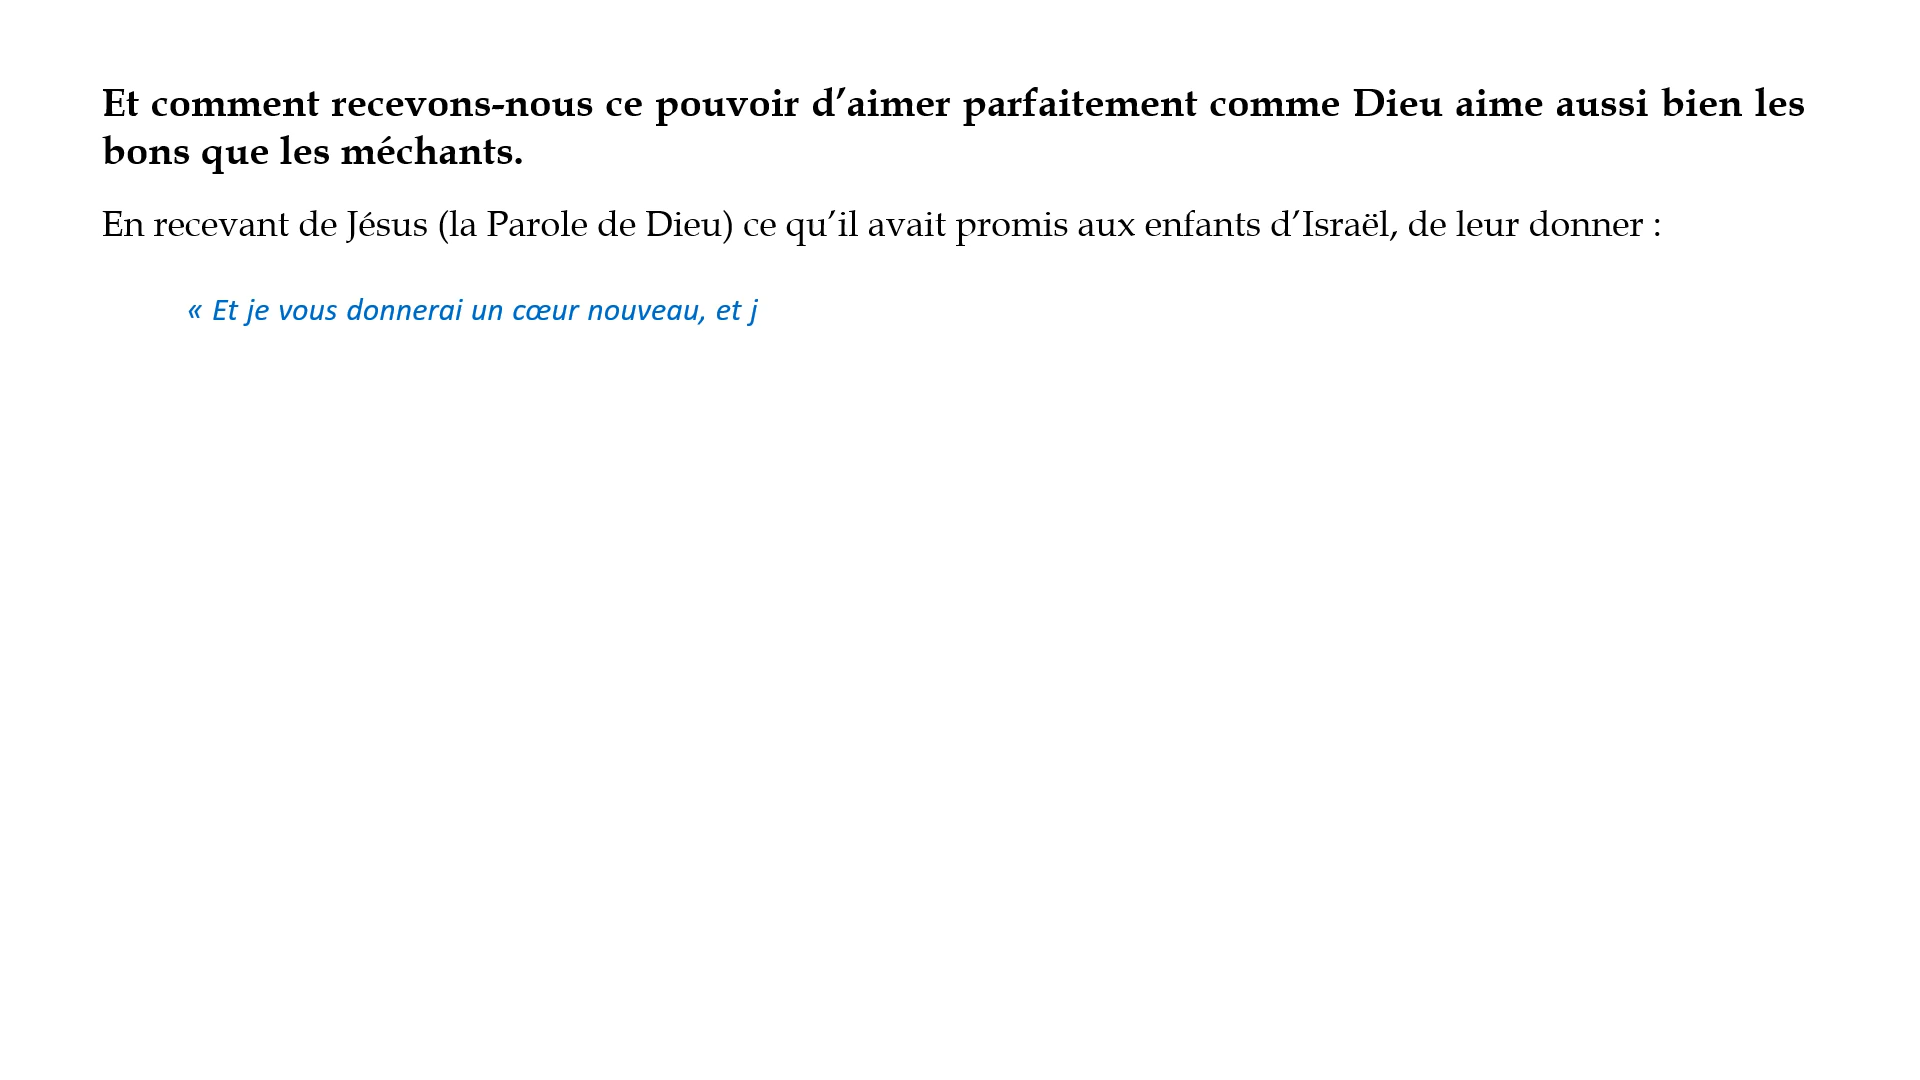 Et comment recevons-nous ce pouvoir d’aimer parfaitement comme Dieu aime aussi bien les
bons que les méchants.
En recevant de Jésus (la Parole de Dieu) ce qu’il avait promis aux enfants d’Israël, de leur donner :
« Et je vous donnerai un cœur nouveau, et j